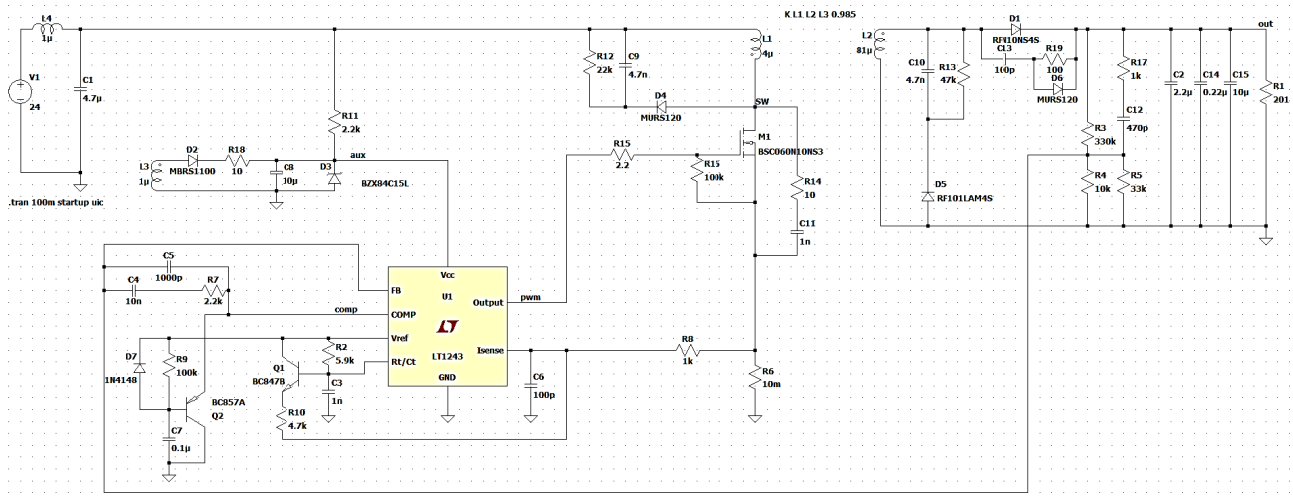 K L1 L2 L3 0.985
L4
1µ
V1
24
C1
4.7µ
R12
22k
C9
4.7n
D4
MURS120
L1
4µ
SW
R11
2.2k
aux
D2
MBRS1100
R18
10
L3
1µ
C8
D3
BZX84C15L
.tran 100m startup uic
R15
2.2
M1
BSC060N10NS3
100k
R14
10
C11
1n
L2
81µ
C10
4.7n
R13
47k
D5
RF101LAM4S
D1
100p
R19
100
D6
MURS120
R17
1k
C12
470p
R3
330k
R4
10k
R5
33k
C2
2.2µ
C14
0.22µ
C15
10µ
out
R1
C5
1000p
C4
10n
R7
2.2k
comp
D7
1N4148
R9
100k
BC857A
Q2
C7
0.1µ
Q1
BC847B
R10
4.7k
R2
5.9k
C3
1n
Vcc
FB
U1
COMP
Output
Vref
LT1243
Isense
Rt/Ct
GND
pwm
C6
100p
R8
1k
R6
10m